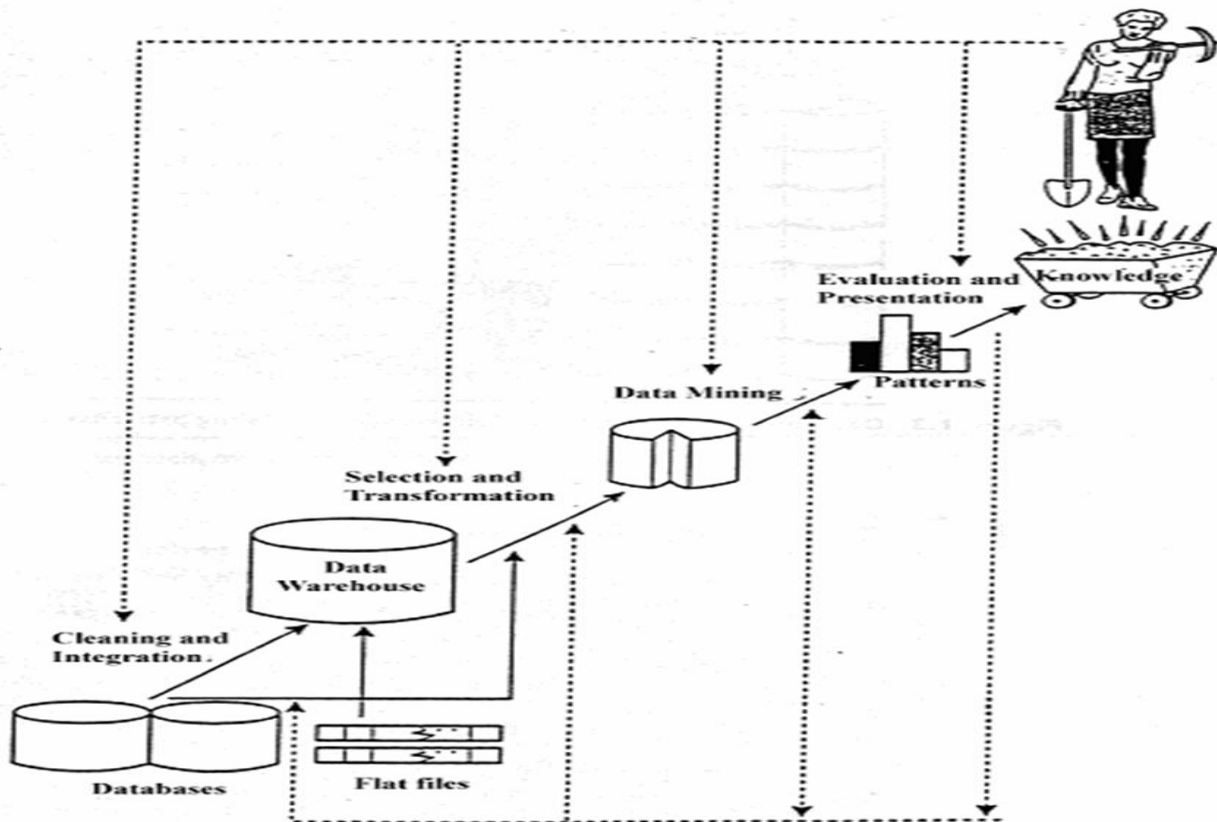 Evaluation and
Presentation
Knowledge
Patterns
Data Mining
Selection and
Transformation
Data
Warehouse
Cleaning and
Integration
Databases
Flat files